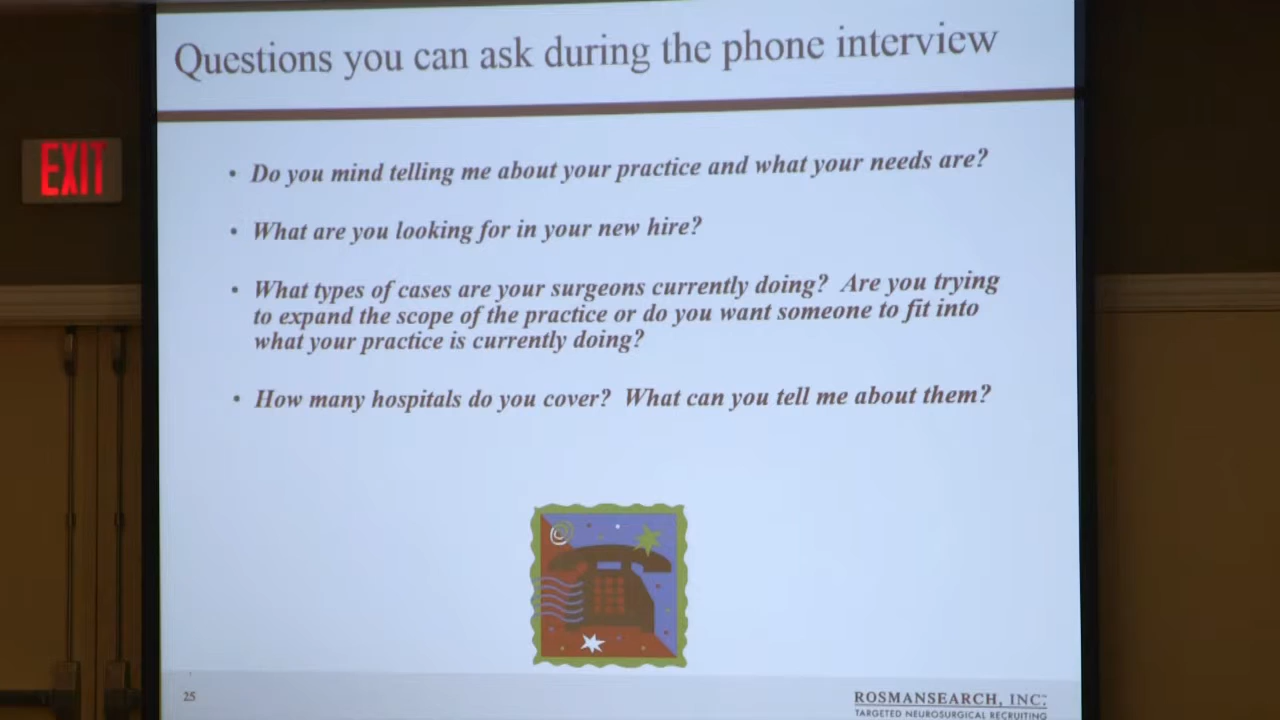 Questions you can ask during the phone interview
EXIT
• Do you mind telling me about your practice and what your needs are?
• What are you looking for in your new hire?
• What types of cases are your surgeons currently doing? Are you trying
to expand the scope of the practice or do you want someone to fit into
what your practice is currently doing?
• How many hospitals do you cover? What can you tell me about them?
25
ROSMANSEARCH, INC.
TARGETED NEUROSURGICAL RECRUITING